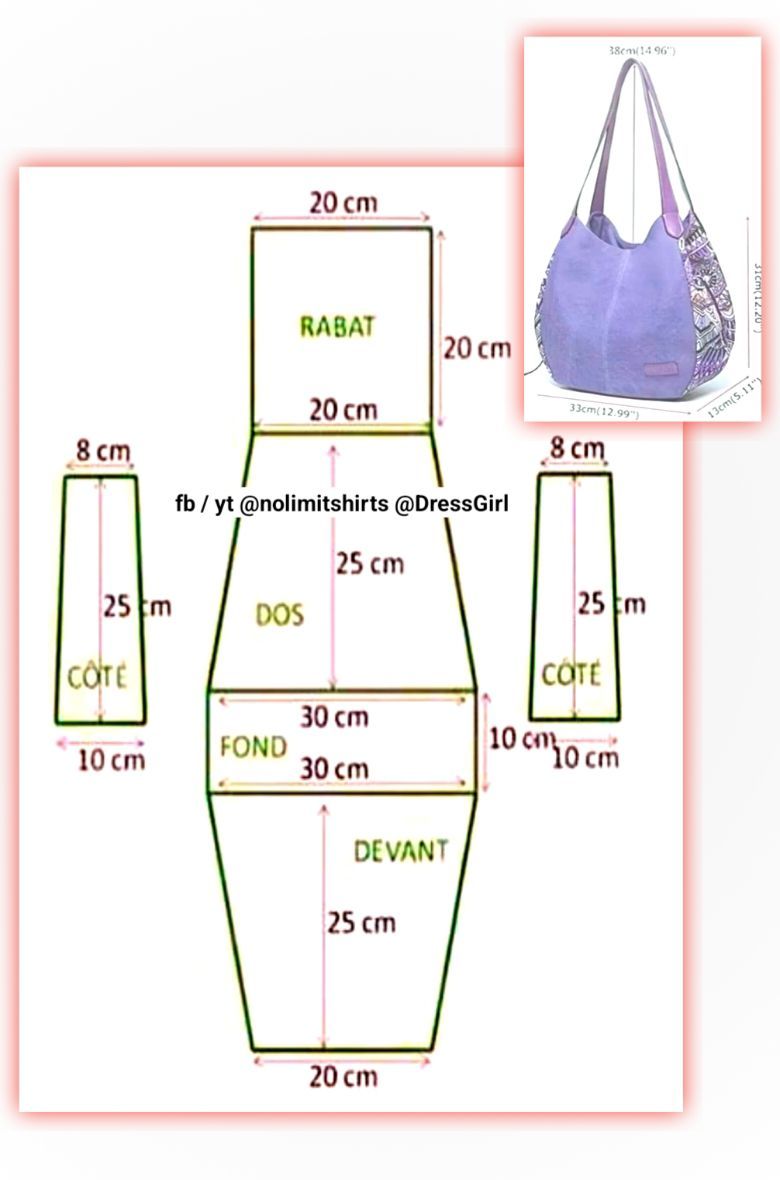 38cm(14.96")
31cm(12.20")
33cm(12.99")
13cm(5.11")
20 cm
RABAT
20 cm
20 cm
8 cm
8 cm
fb / yt @nolimitshirts @DressGirl
25 cm
25 cm
25 cm
DOS
CÔTÉ
CÔTÉ
30 cm
FOND
10 cm
30 cm
10 cm
10 cm
DEVANT
25 cm
20 cm